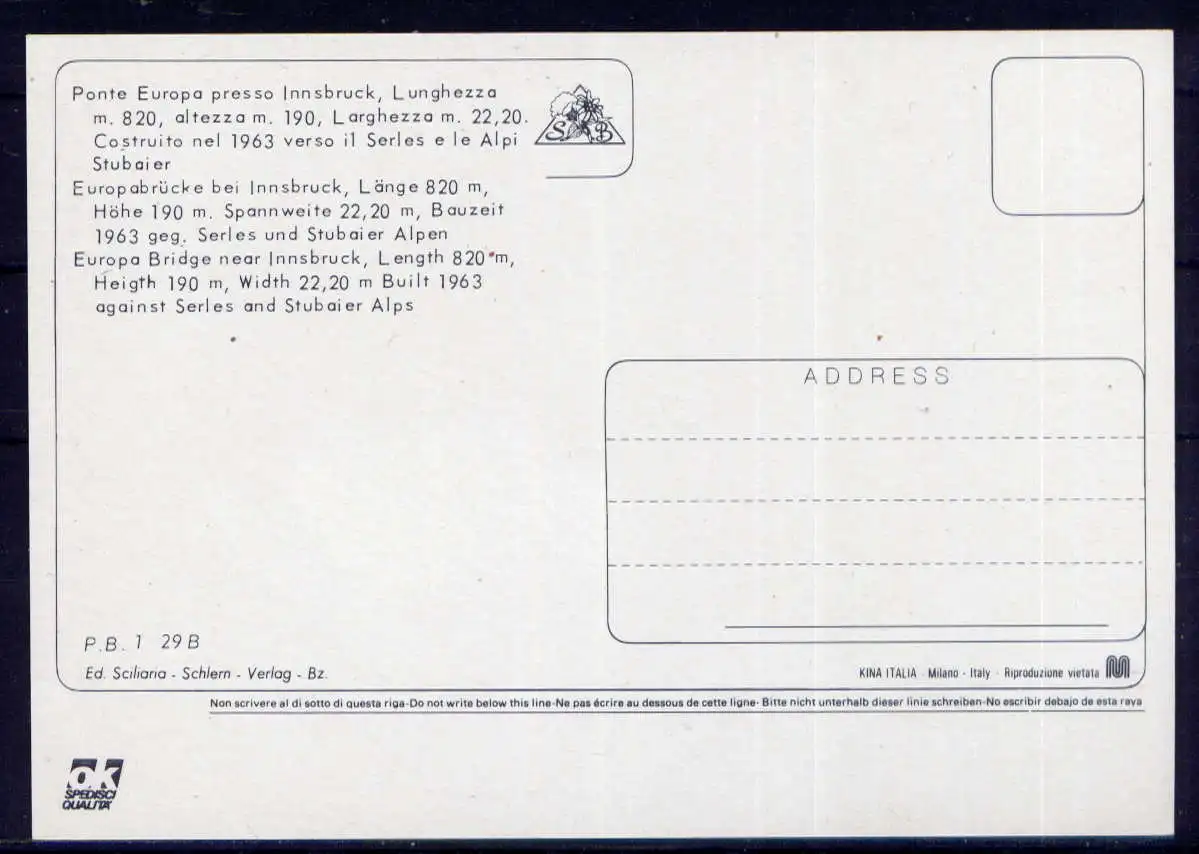 Ponte Europa presso Innsbruck, Lunghezza
m. 820, altezza m. 190, Larghezza m. 22,20.
Costruito nel 1963 verso il Serles e le Alpi
Stubaier
Europabrücke bei Innsbruck, Länge 820 m,
Höhe 190 m. Spannweite 22,20 m, Bauzeit
1963 geg. Serles und Stubaier Alpen
Europa Bridge near Innsbruck, Length 820 m,
Heigth 190 m, Width 22,20 m Built 1963
against Serles and Stubaier Alps
S B
ADDRESS
P.B. 1 29B
Ed. Sciliaria - Schlern - Verlag - Bz.
KINA ITALIA - Milano - Italy - Riproduzione vietata
Non scrivere al di sotto di questa riga-Do not write below this line-Ne pas écrire au dessous de cette ligne- Bitte nicht unterhalb dieser linie schreiben-No escribir debajo de esta raya
ok
SPEDISCI
QUALITA'